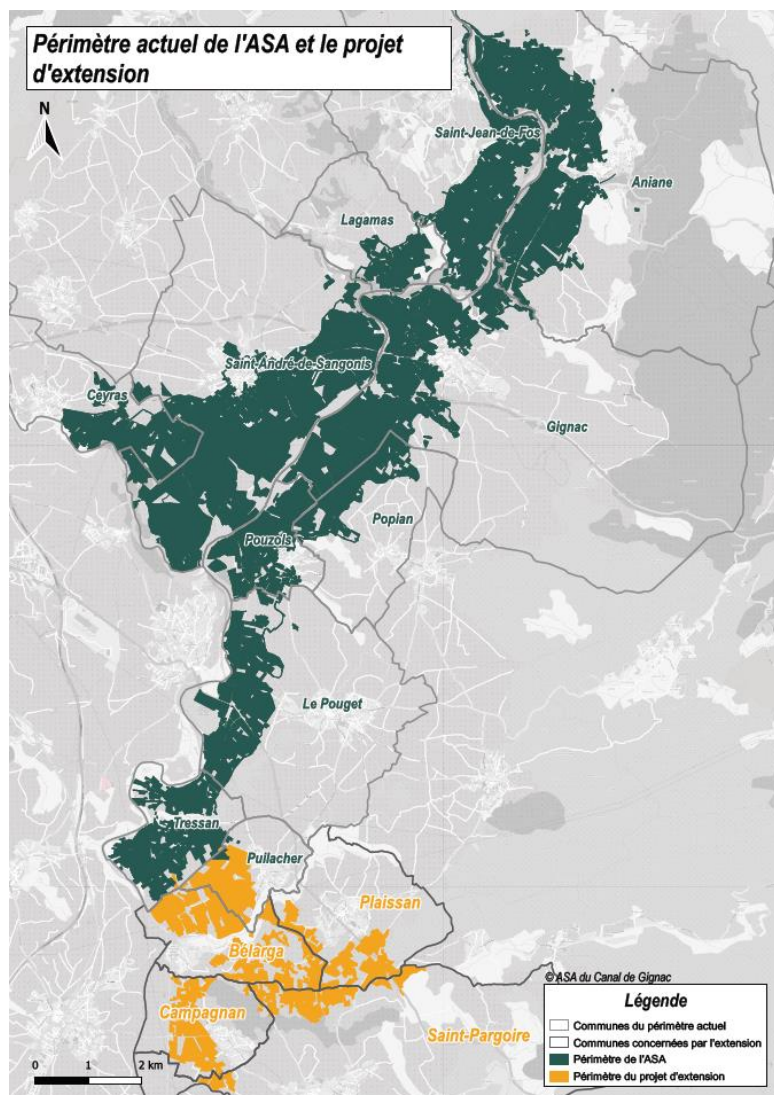 Périmètre actuel de l'ASA et le projet
d'extension
N
Saint-Jean-de-Fos
Aniane
Lagamas
Saint-André-de-Sangonis
Ceyras
Gignac
Popian
Pouzols
Le Pouget
Tressan
Puilacher
Plaissan
Bélarga
© ASA du Canal de Gignac
Campagnan
Saint-Pargoire
Légende
Communes du périmètre actuel
Communes concernées par l'extension
Périmètre de l'ASA
Périmètre du projet d'extension
0 1 2 km